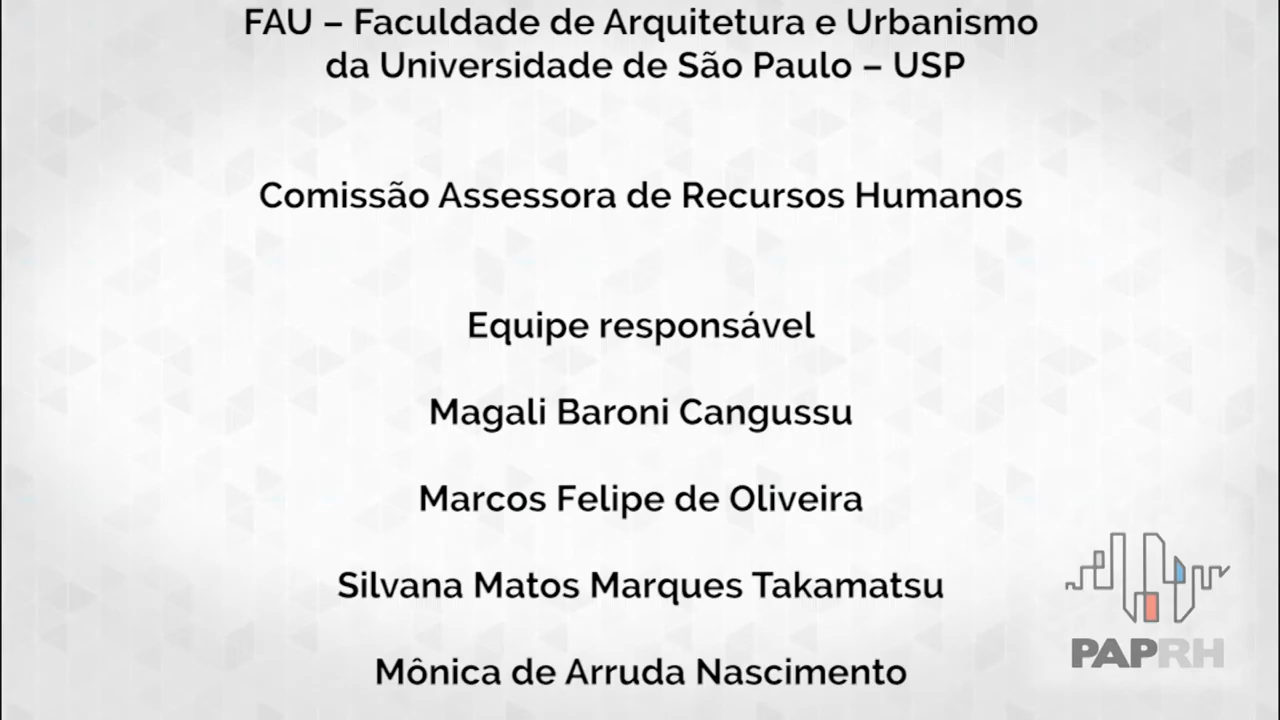 FAU – Faculdade de Arquitetura e Urbanismo
da Universidade de São Paulo – USP
Comissão Assessora de Recursos Humanos
Equipe responsável
Magali Baroni Cangussu
Marcos Felipe de Oliveira
Silvana Matos Marques Takamatsu
Mônica de Arruda Nascimento
PAPRH